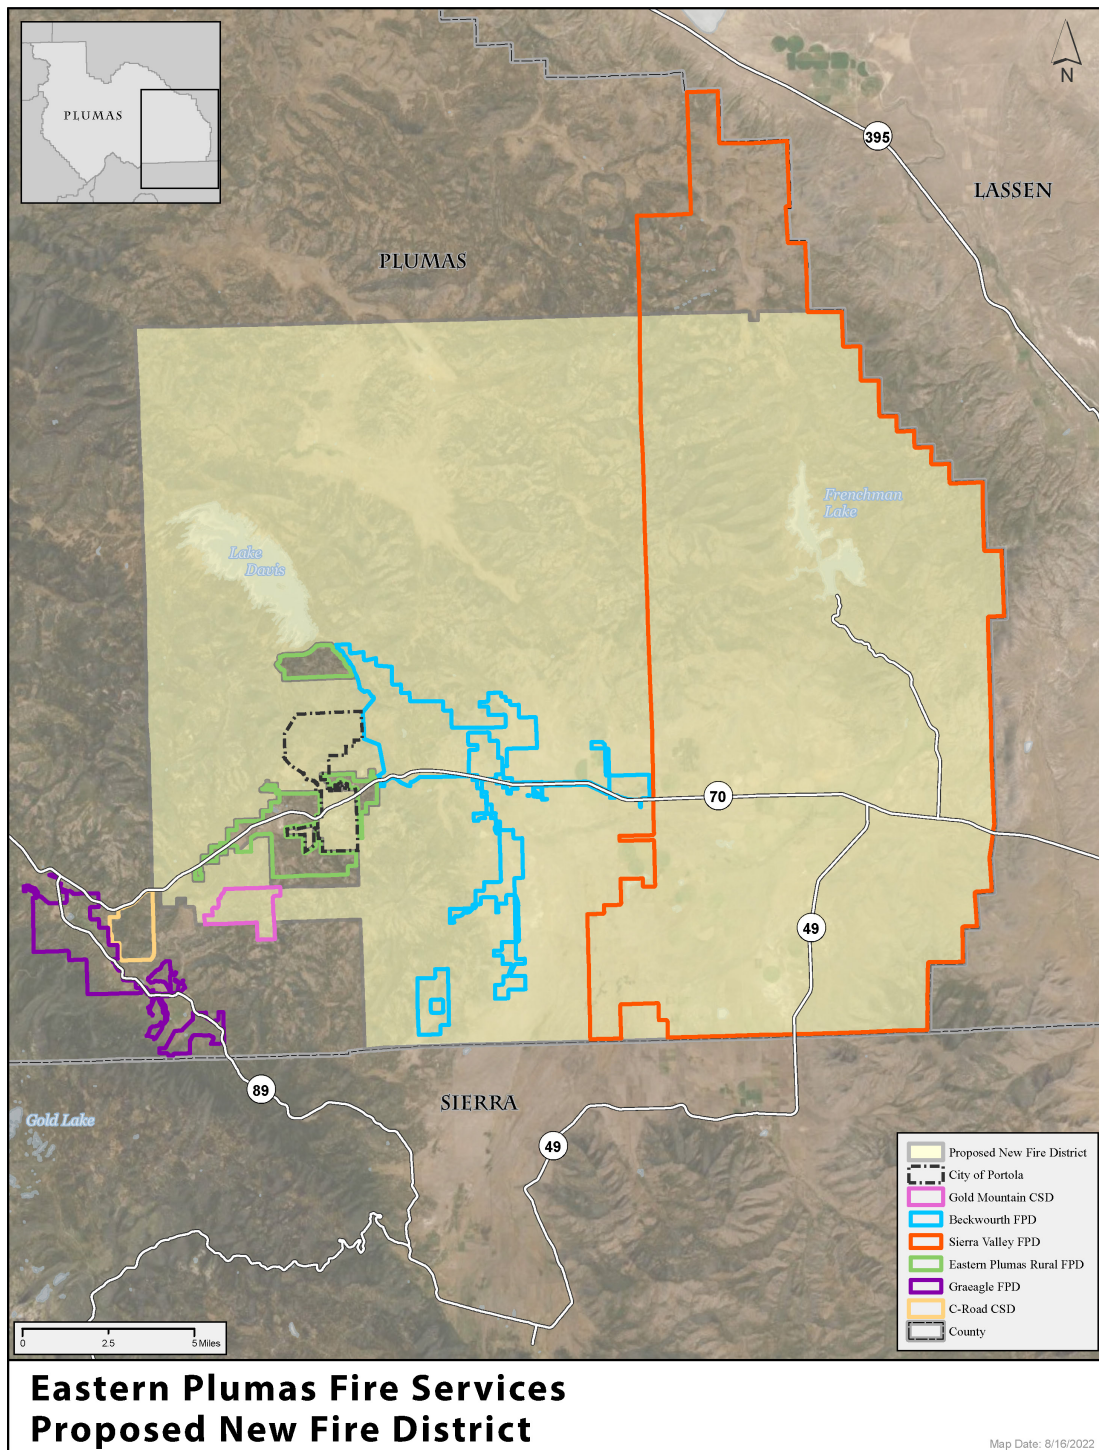 PLUMAS
N
395
LASSEN
PLUMAS
Frenchman
Lake
Lake
Davis
70
49
89
SIERRA
Gold Lake
49
Proposed New Fire District
City of Portola
Gold Mountain CSD
Beckwourth FPD
Sierra Valley FPD
Eastern Plumas Rural FPD
Graeagle FPD
C-Road CSD
County
0 2.5 5 Miles
Eastern Plumas Fire Services
Proposed New Fire District
Map Date: 8/16/2022